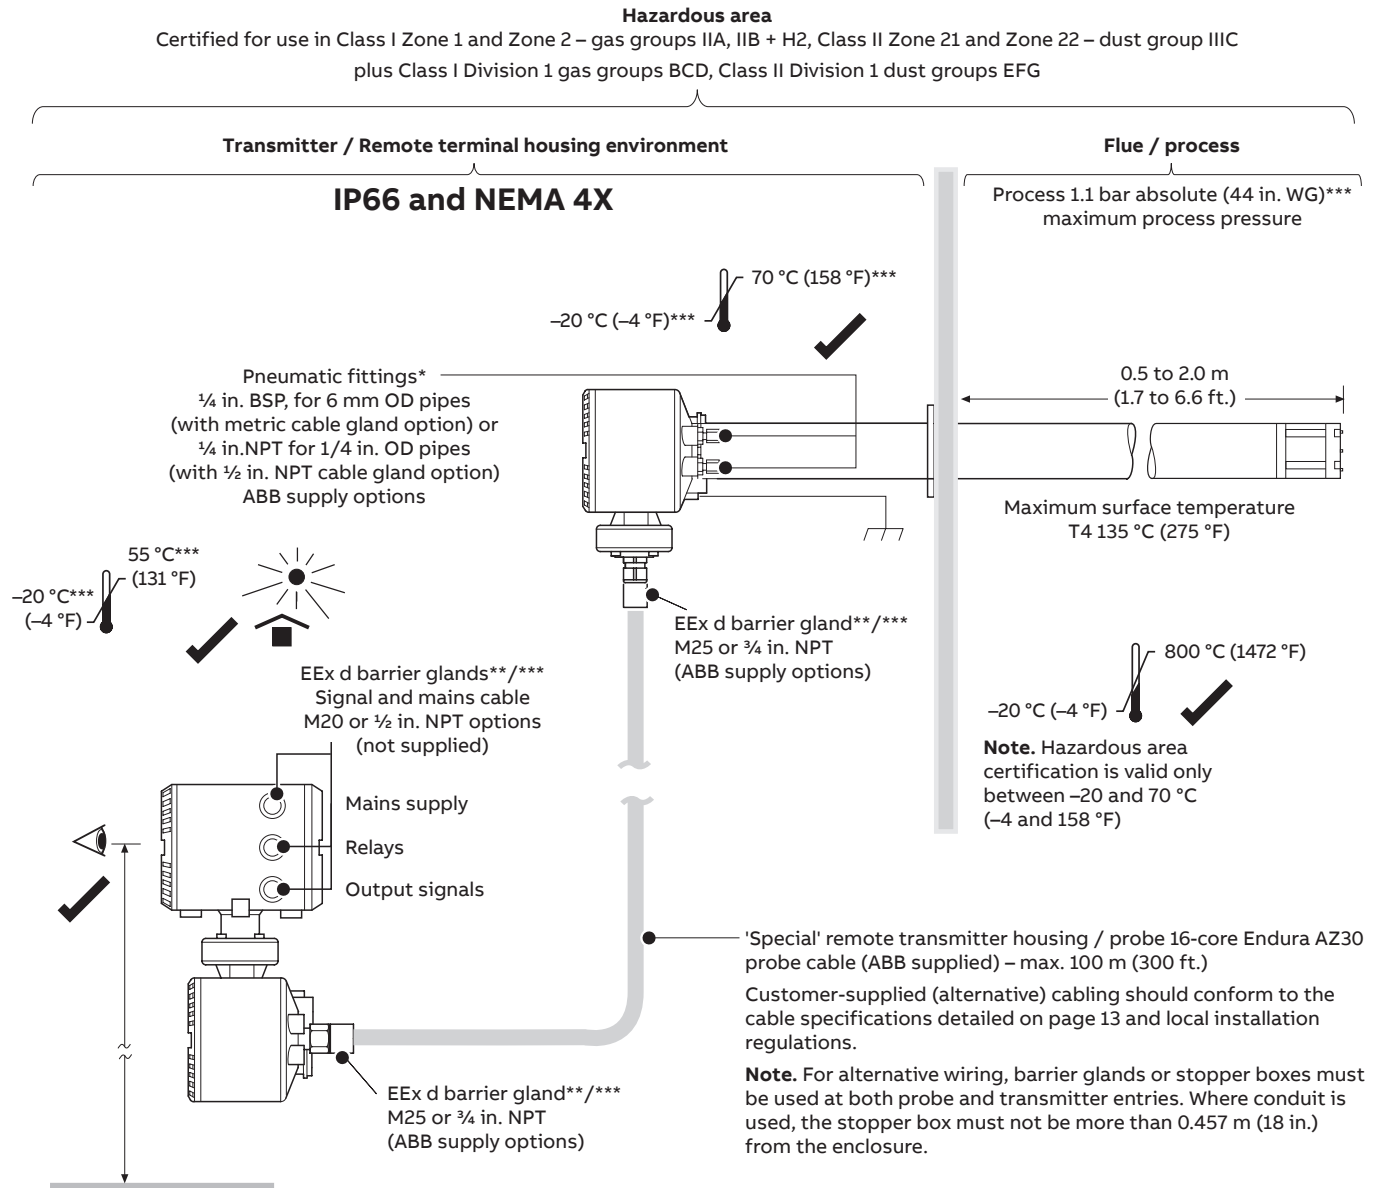 Hazardous area
Certified for use in Class I Zone 1 and Zone 2 – gas groups IIA, IIB + H2, Class II Zone 21 and Zone 22 – dust group IIIC
plus Class I Division 1 gas groups BCD, Class II Division 1 dust groups EFG
Transmitter / Remote terminal housing environment
IP66 and NEMA 4X
Flue / process
Process 1.1 bar absolute (44 in. WG)***
maximum process pressure
70 °C (158 °F)***
–20 °C (–4 °F)***
Pneumatic fittings*
¼ in. BSP, for 6 mm OD pipes
(with metric cable gland option) or
¼ in.NPT for 1/4 in. OD pipes
(with ½ in. NPT cable gland option)
ABB supply options
0.5 to 2.0 m
(1.7 to 6.6 ft.)
Maximum surface temperature
T4 135 °C (275 °F)
55 °C***
(131 °F)
–20 °C***
(–4 °F)
EEx d barrier gland**/***
M25 or ¾ in. NPT
(ABB supply options)
EEx d barrier glands**/***
Signal and mains cable
M20 or ½ in. NPT options
(not supplied)
800 °C (1472 °F)
–20 °C (–4 °F)
Note. Hazardous area
certification is valid only
between –20 and 70 °C
(–4 and 158 °F)
Mains supply
Relays
Output signals
'Special' remote transmitter housing / probe 16-core Endura AZ30
probe cable (ABB supplied) – max. 100 m (300 ft.)
Customer-supplied (alternative) cabling should conform to the
cable specifications detailed on page 13 and local installation
regulations.
Note. For alternative wiring, barrier glands or stopper boxes must
be used at both probe and transmitter entries. Where conduit is
used, the stopper box must not be more than 0.457 m (18 in.)
from the enclosure.
EEx d barrier gland**/***
M25 or ¾ in. NPT
(ABB supply options)